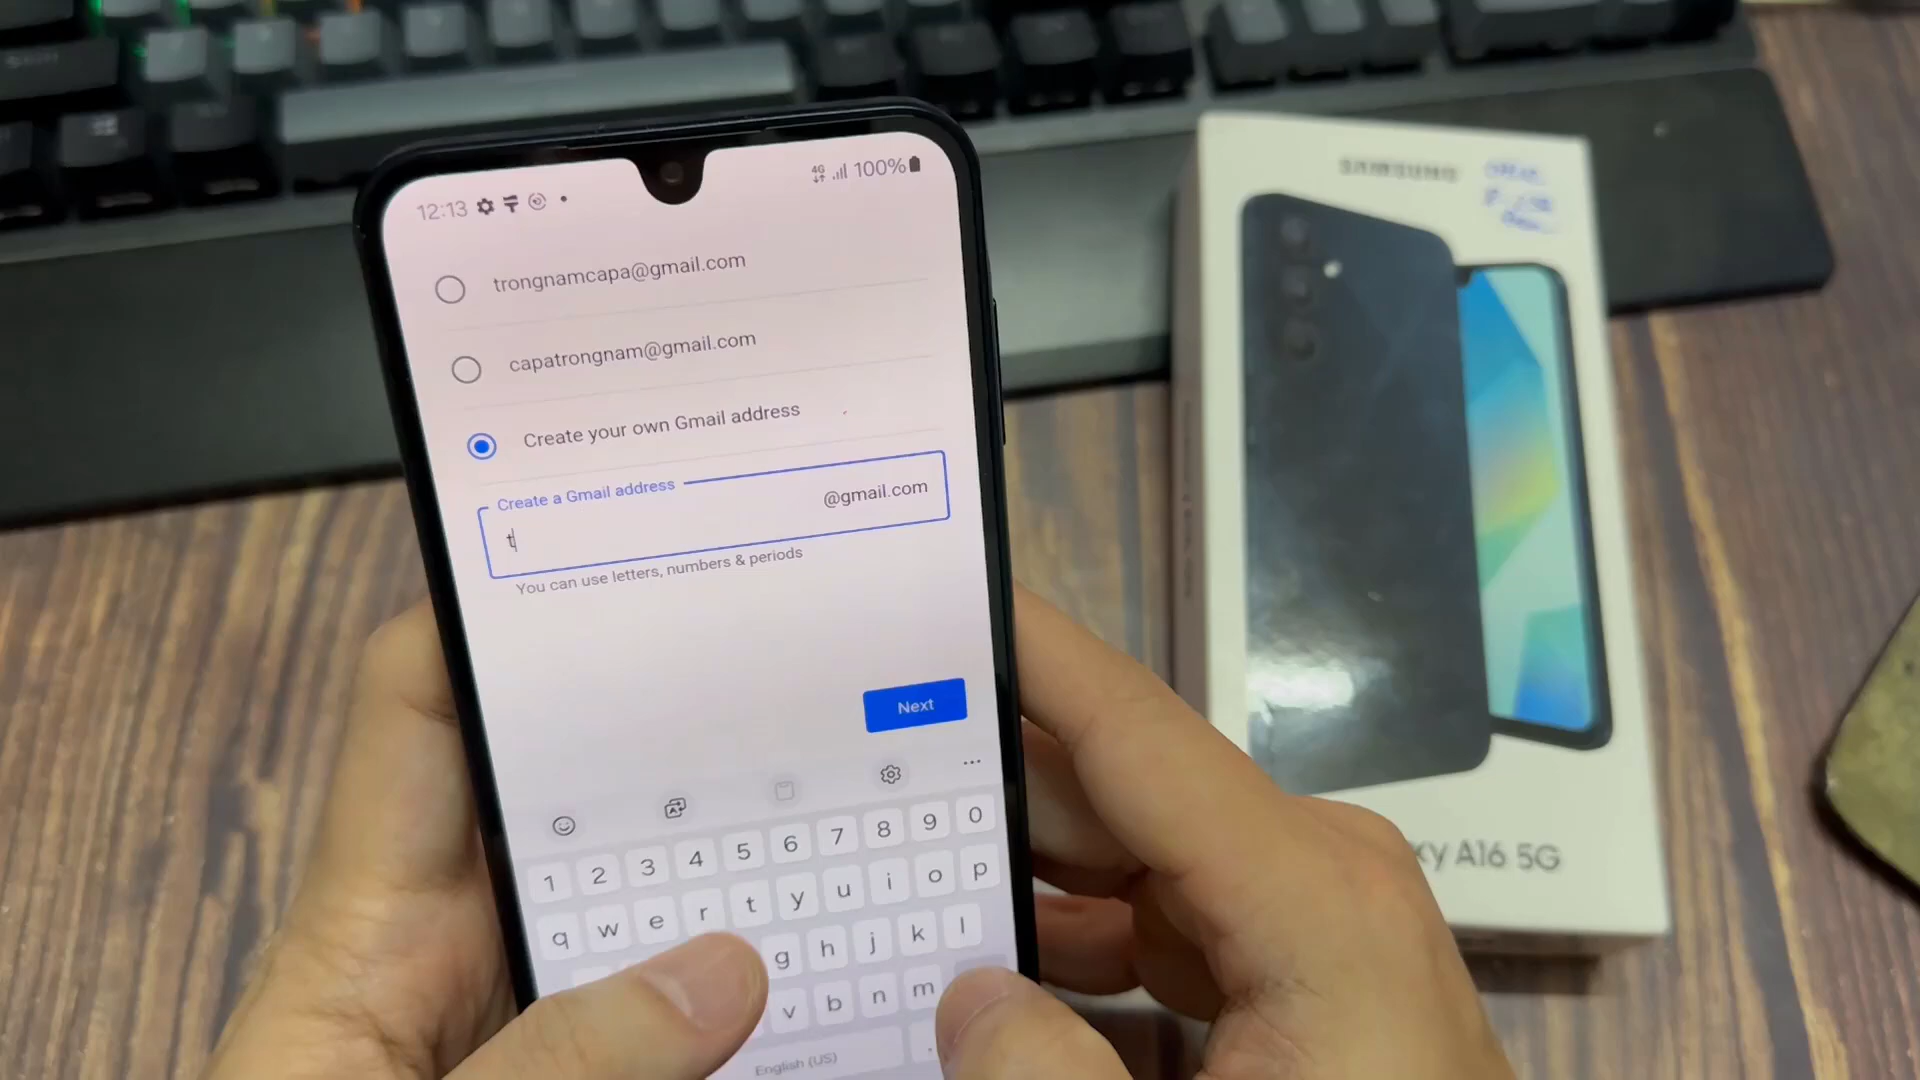 12:13
4G 100%
trongnamcapa@gmail.com
capatrongnam@gmail.com
Create your own Gmail address
Create a Gmail address
t
@gmail.com
You can use letters, numbers & periods
Next
1 2 3 4 5 6 7 8 9 0
q w e r t y u i o p
g h j k l
v b n m
English (US)
SAMSUNG
xy A16 5G